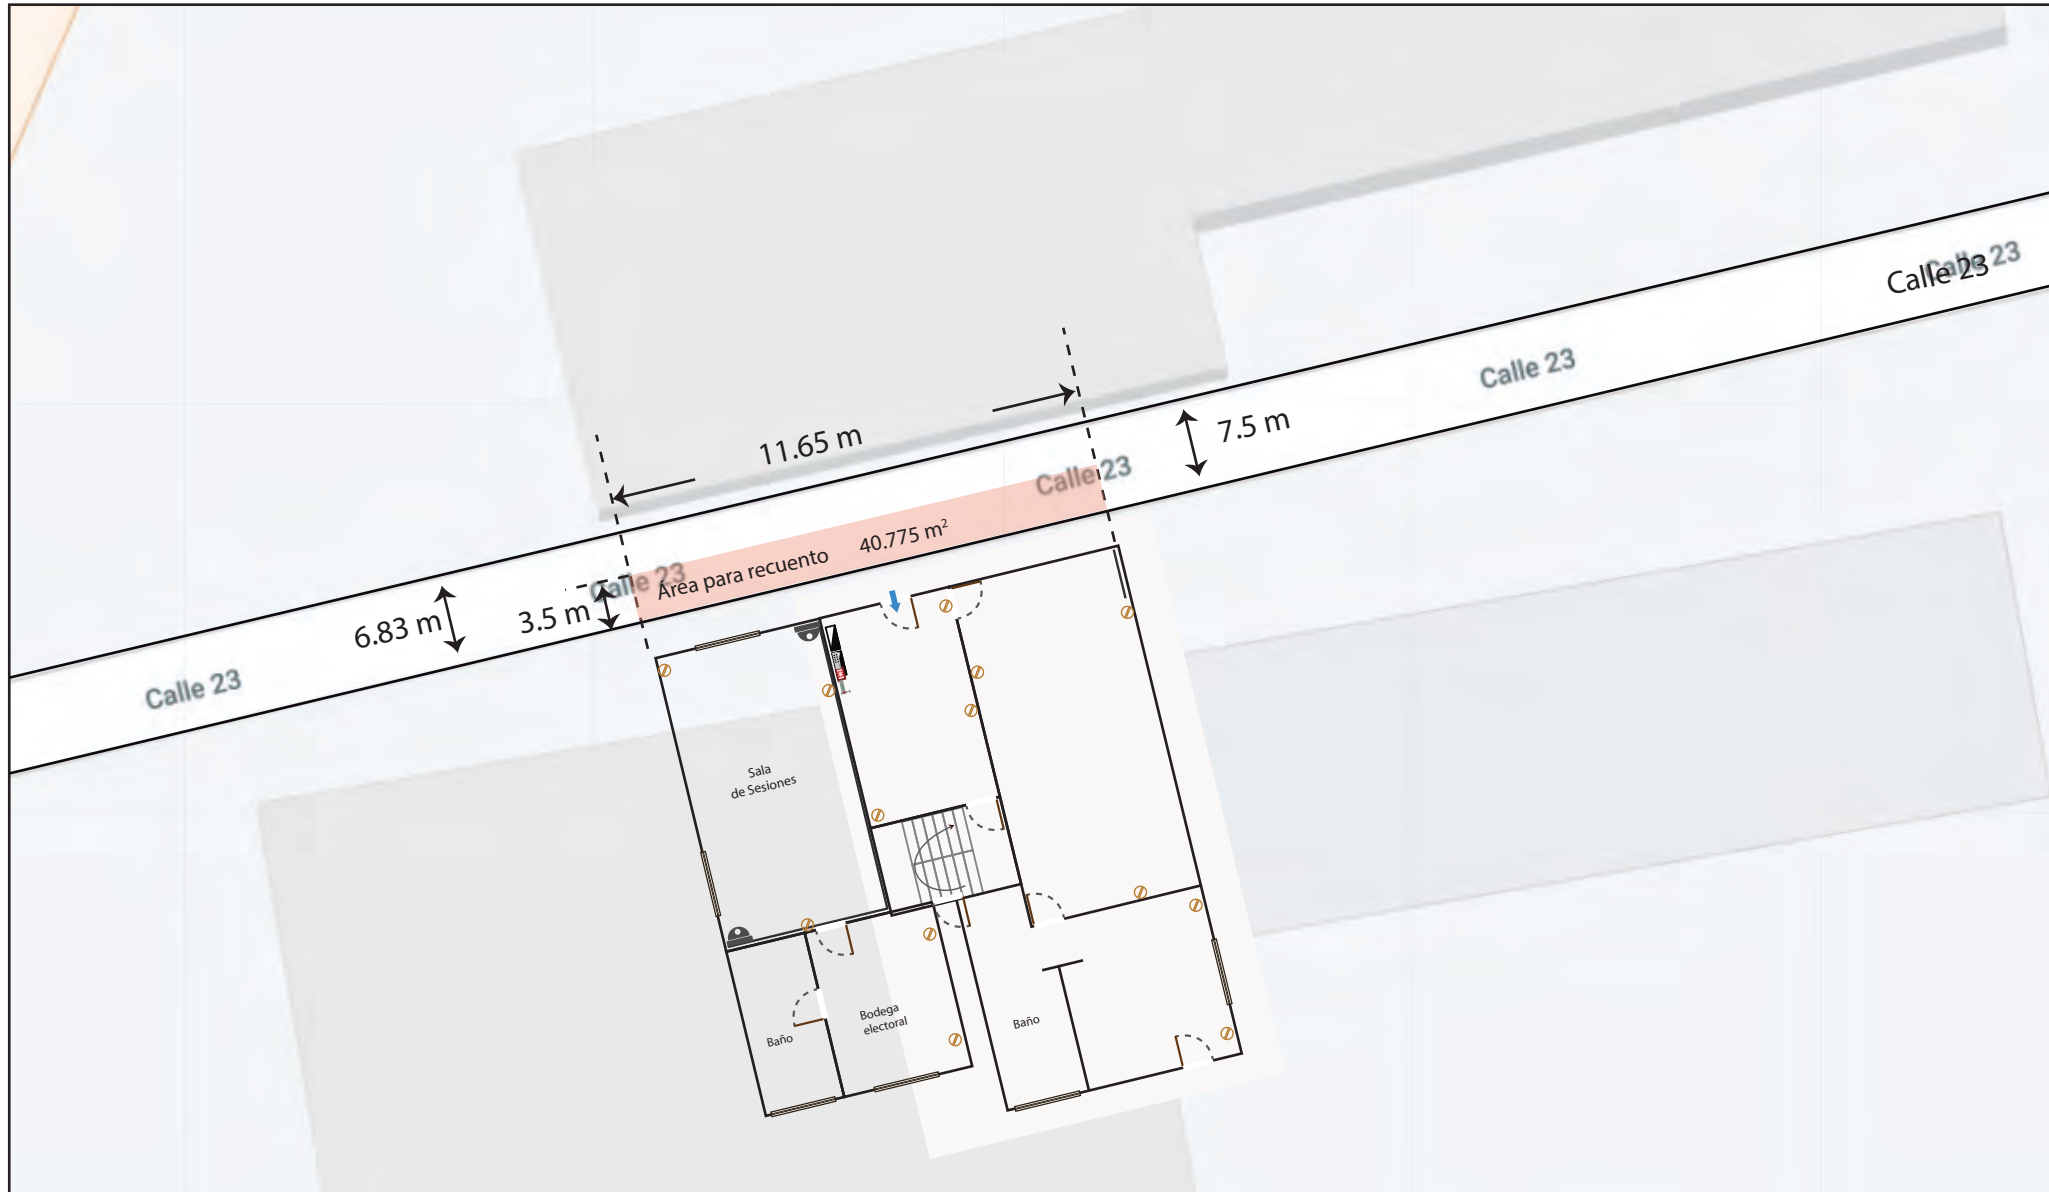 Calle 23
Calle 23
Calle 23
11.65 m
7.5 m
Calle 23
Área para recuento 40.775 m²
Calle 23
3.5 m
6.83 m
Calle 23
Sala
de Sesiones
Bodega
electoral
Baño
Baño